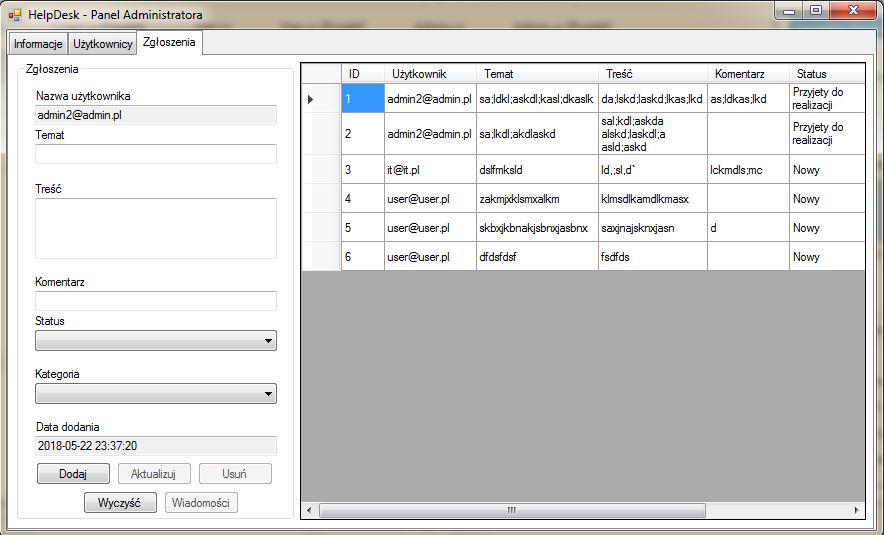 HelpDesk - Panel Administratora
Informacje Użytkownicy Zgłoszenia
Zgłoszenia
Nazwa użytkownika
admin2@admin.pl
Temat
Treść
Komentarz
Status
Kategoria
Data dodania
2018-05-22 23:37:20
Dodaj Aktualizuj Usuń
Wyczyść Wiadomości
ID Użytkownik Temat Treść Komentarz Status
1 admin2@admin.pl sa;ldkl;askdl;kasl;dkaslk da;lskd;laskd;lkas;lkd as;ldkas;lkd Przyjety do
realizacji
2 admin2@admin.pl sa;lkdl;akdlaskd sal;kdl;askda Przyjety do
alskd;laskdl;a realizacji
asld;askd
3 it@it.pl dslfmksld ld,;sl,d` lckmdls;mc Nowy
4 user@user.pl zakmjxklsmxalkm klmsdlkamdlkmasx Nowy
5 user@user.pl skbxjkbnakjsbnxjasbnx saxjnajsknxjasn d Nowy
6 user@user.pl dfdsfdsf fsdfds Nowy